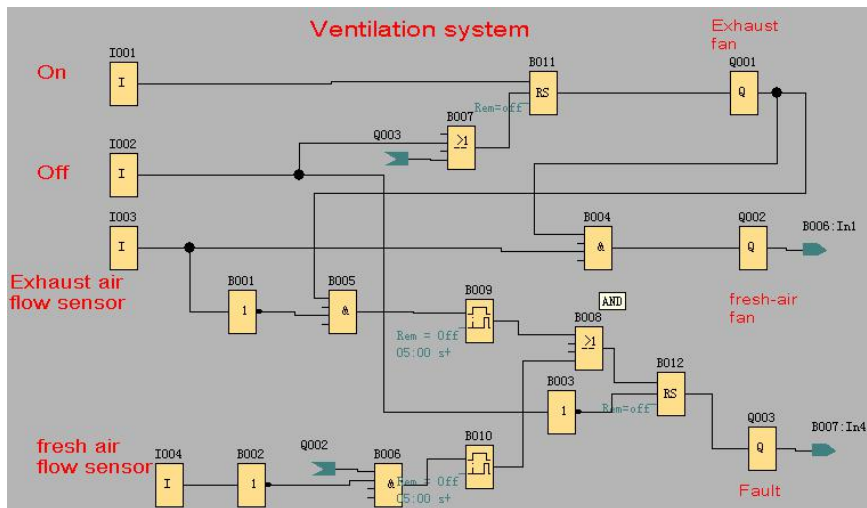 Ventilation system
Exhaust
fan
I001
B011
Q001
On
I
RS
Q
Rem=off
B007
Q003
≥1
I002
Off
I
I003
B004
Q002
B006:In1
I
&
Q
Exhaust air
flow sensor
B001
B005
B009
AND
fresh-air
fan
1
&
B008
≥1
Rem = Off
05:00 s+
B012
B003
RS
1
Rem=off
Q003
B007:In4
fresh air
flow sensor
Q002
B010
Q
I004
B002
B006
I
1
&
Rem = Off
05:00 s+
Fault